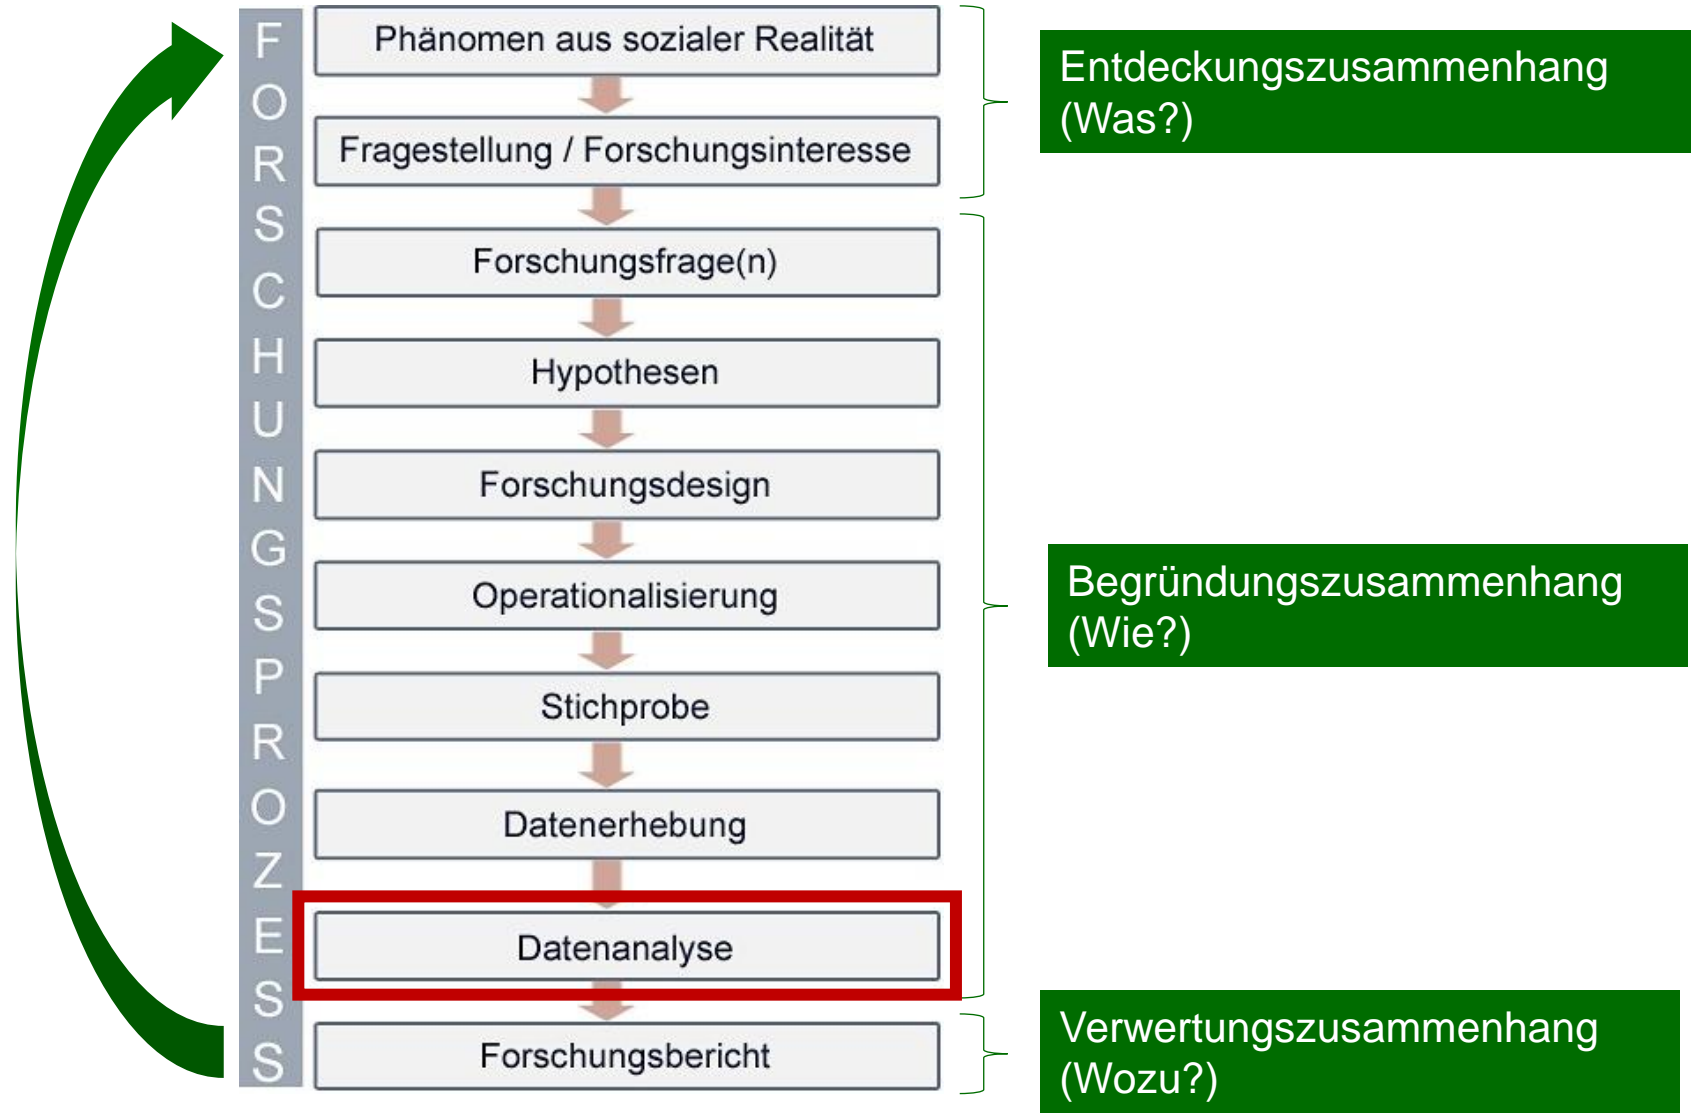 FORSCHUNGSPROZESS
Phänomen aus sozialer Realität
Fragestellung / Forschungsinteresse
Forschungsfrage(n)
Hypothesen
Forschungsdesign
Operationalisierung
Stichprobe
Datenerhebung
Datenanalyse
Forschungsbericht
Entdeckungszusammenhang
(Was?)
Begründungszusammenhang
(Wie?)
Verwertungszusammenhang
(Wozu?)